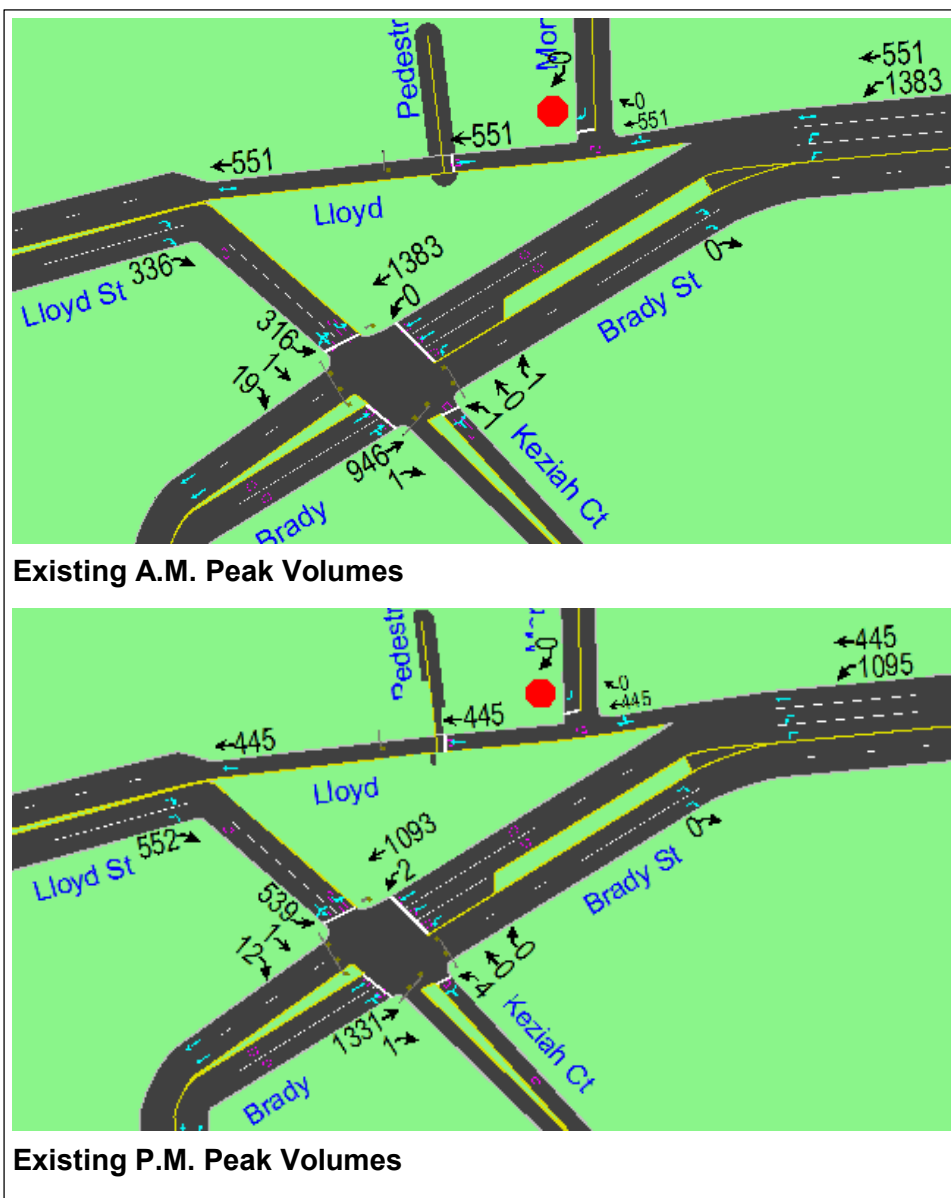 Pedestr
Mor
0
←551
1383
0
←551
←551
←551
Lloyd
1383
0
Lloyd St
336
Brady St
0
316
1
19
1
0
1
946
1
Keziah Ct
Brady
Existing A.M. Peak Volumes
Pedestr
0
←445
1095
0
←445
←445
←445
Lloyd
1093
2
Lloyd St
552
Brady St
0
539
1
12
0
0
4
1331
1
Keziah Ct
Brady
Existing P.M. Peak Volumes